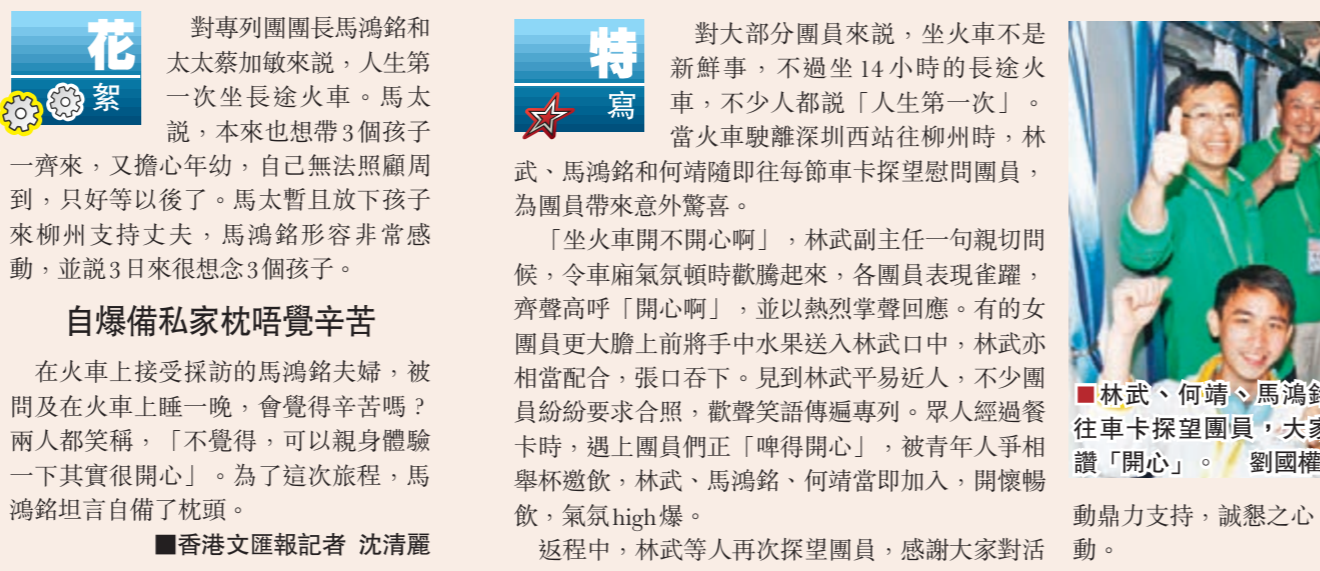 花
絮
對專列團團長馬鴻銘和
太太蔡加敏來説，人生第
一次坐長途火車。馬太
説，本來也想帶3個孩子
一齊來，又擔心年幼，自己無法照顧周
到，只好等以後了。馬太暫且放下孩子
來柳州支持丈夫，馬鴻銘形容非常感
動，並説3日來很想念3個孩子。
自爆備私家枕唔覺辛苦
在火車上接受採訪的馬鴻銘夫婦，被
問及在火車上睡一晚，會覺得辛苦嗎？
兩人都笑稱，「不覺得，可以親身體驗
一下其實很開心」。為了這次旅程，馬
鴻銘坦言自備了枕頭。
■香港文匯報記者 沈清麗
特
寫
對大部分團員來説，坐火車不是
新鮮事，不過坐14小時的長途火
車，不少人都説「人生第一次」。
當火車駛離深圳西站往柳州時，林
武、馬鴻銘和何靖隨即往每節車卡探望慰問團員，
為團員帶來意外驚喜。
「坐火車開不開心啊」，林武副主任一句親切問
候，令車廂氣氛頓時歡騰起來，各團員表現雀躍，
齊聲高呼「開心啊」，並以熱烈掌聲回應。有的女
團員更大膽上前將手中水果送入林武口中，林武亦
相當配合，張口吞下。見到林武平易近人，不少團
員紛紛要求合照，歡聲笑語傳遍專列。眾人經過餐
卡時，遇上團員們正「啤得開心」，被青年人爭相
舉杯邀飲，林武、馬鴻銘、何靖當即加入，開懷暢
飲，氣氛high爆。
返程中，林武等人再次探望團員，感謝大家對活
■林武、何靖、馬鴻銘
往車卡探望團員，大家
讚「開心」。 劉國權
動鼎力支持，誠懇之心
動。